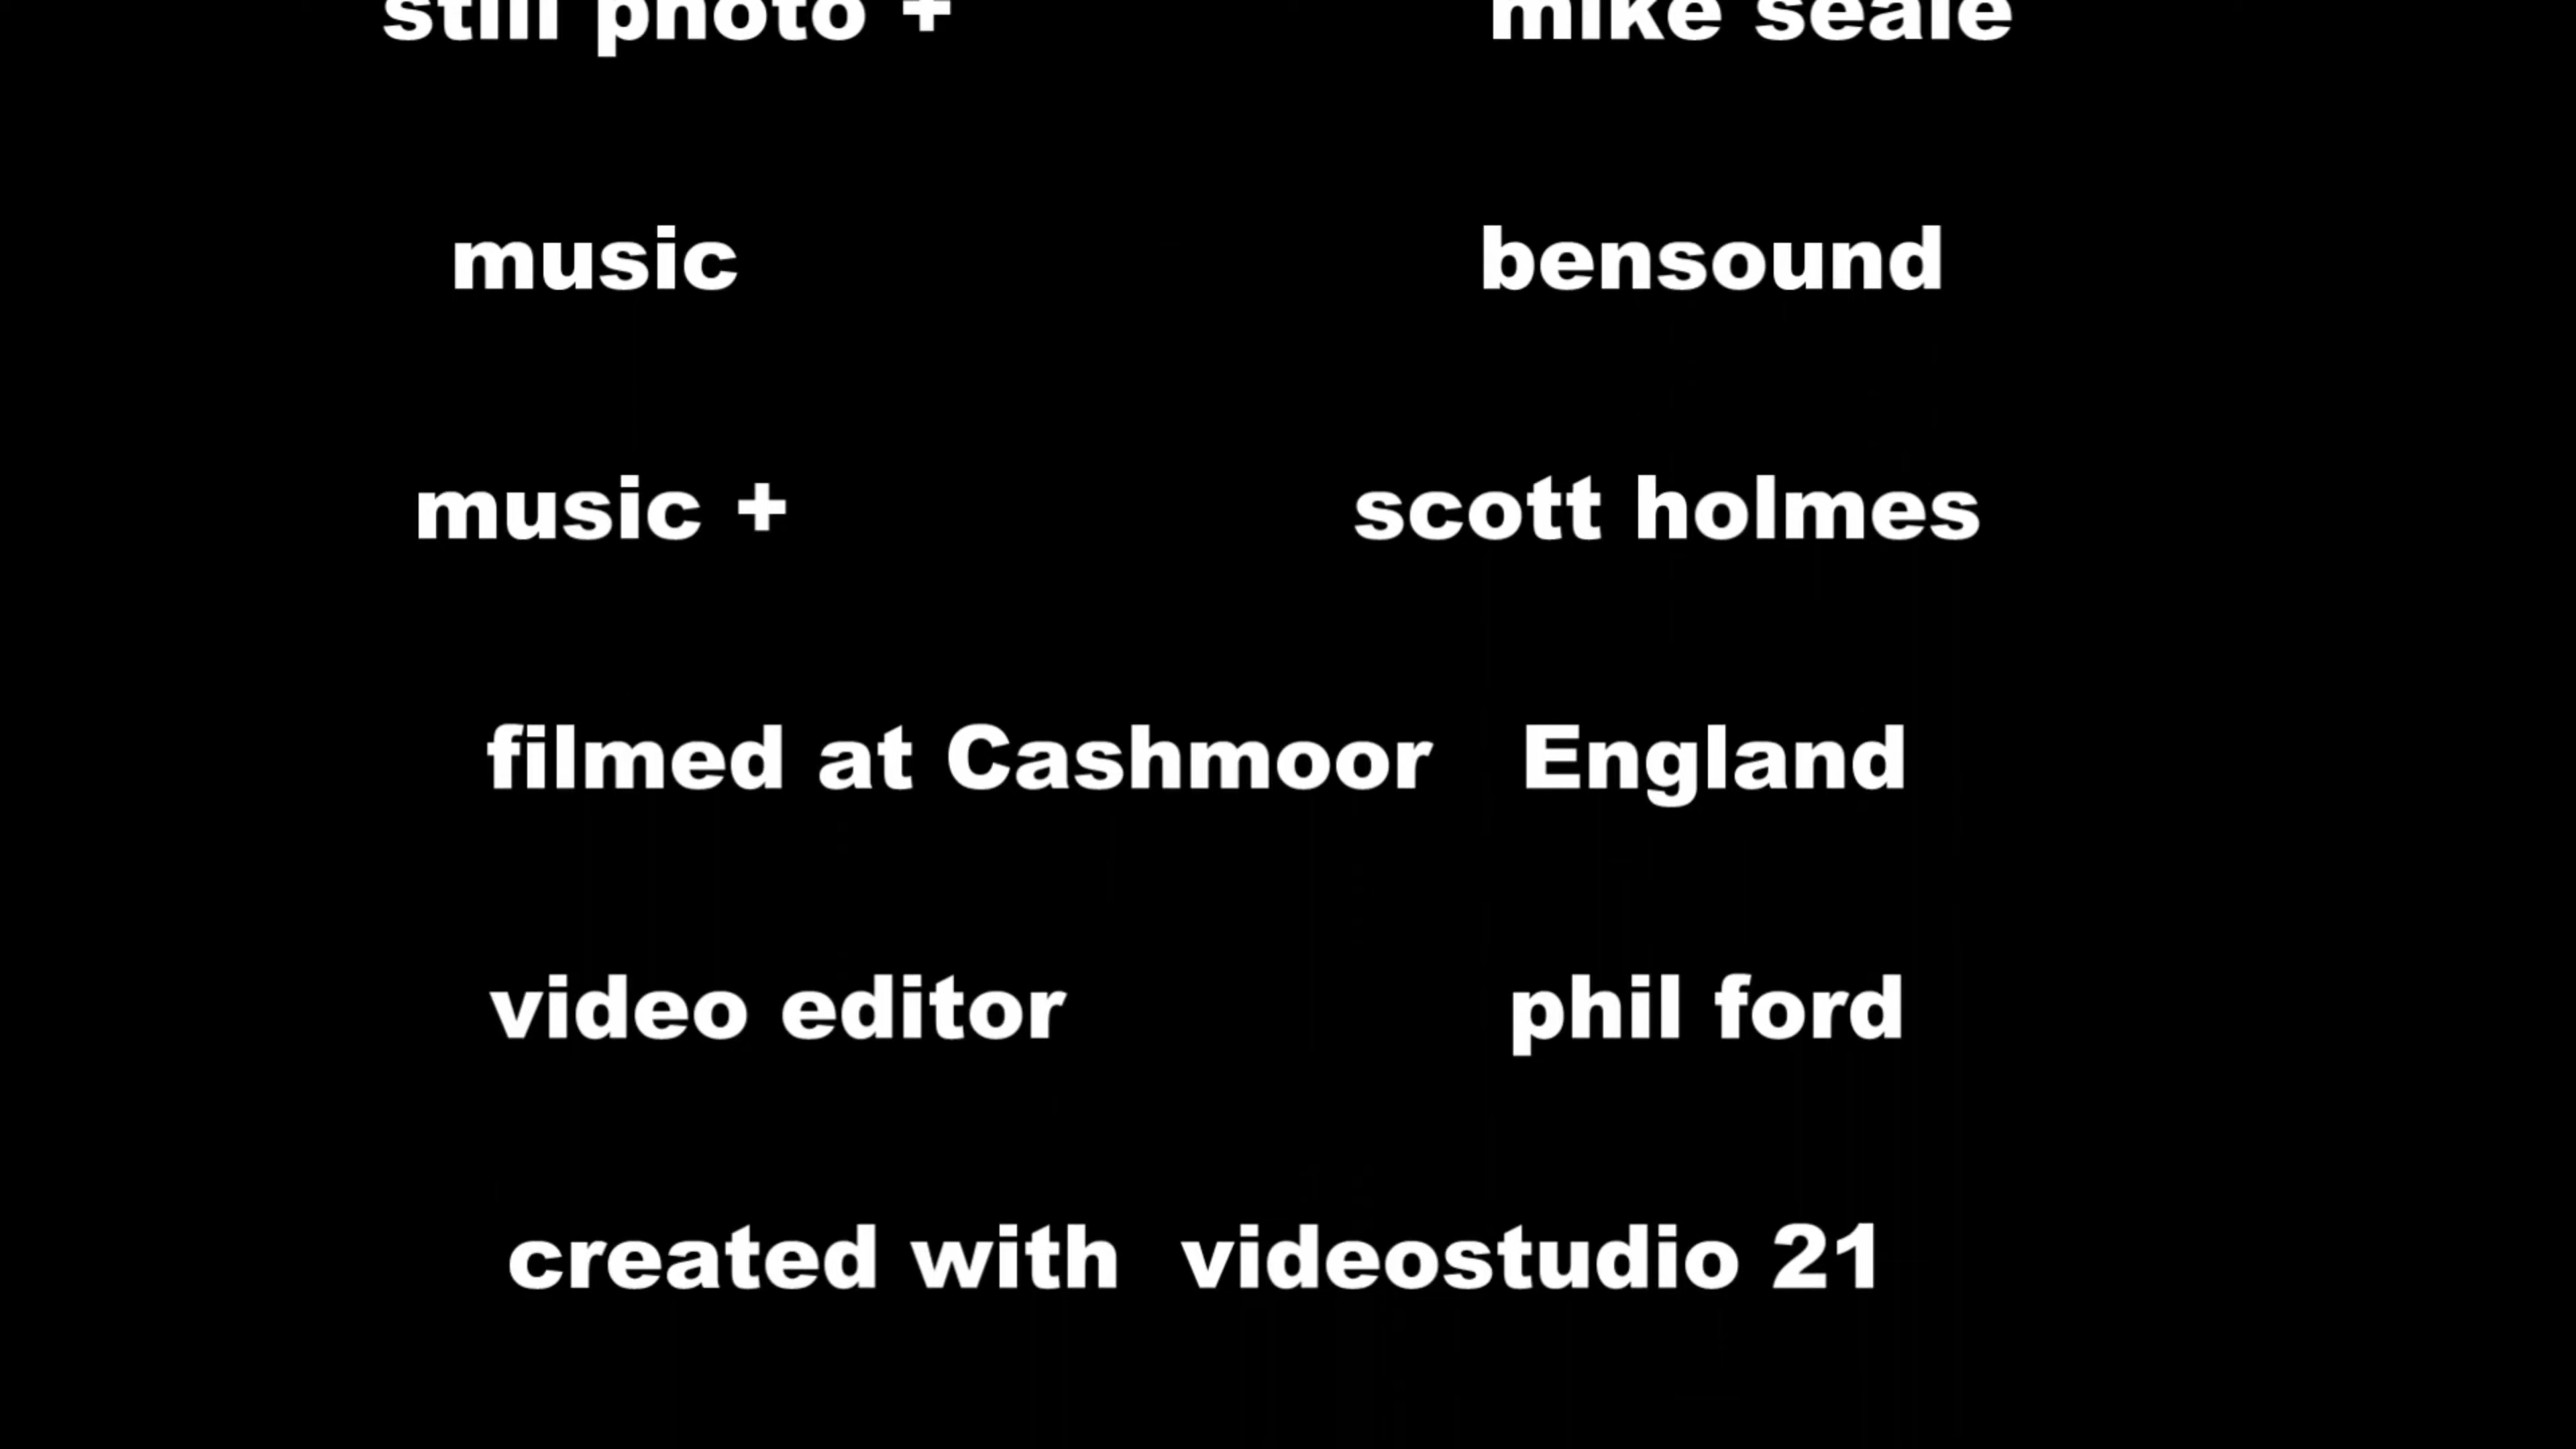 still photo + mike seale
music bensound
music + scott holmes
filmed at Cashmoor England
video editor phil ford
created with videostudio 21